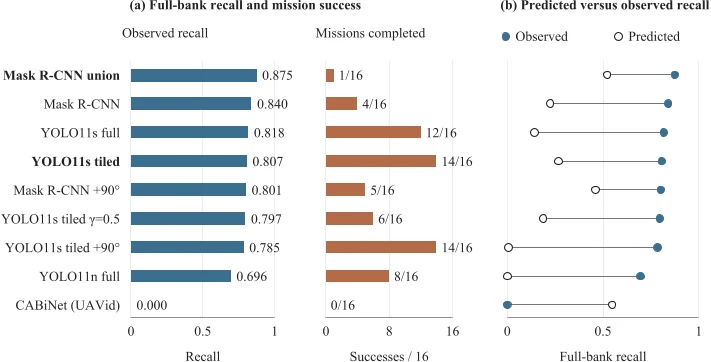 (a) Full-bank recall and mission success
(b) Predicted versus observed recall
Observed recall
Missions completed
Observed
Predicted
Mask R-CNN union 0.875 1/16
Mask R-CNN 0.840 4/16
YOLO11s full 0.818 12/16
YOLO11s tiled 0.807 14/16
Mask R-CNN +90° 0.801 5/16
YOLO11s tiled γ=0.5 0.797 6/16
YOLO11s tiled +90° 0.785 14/16
YOLO11n full 0.696 8/16
CABiNet (UAVid) 0.000 0/16
0 0.5 1 0 8 16 0 0.5 1
Recall Successes / 16 Full-bank recall